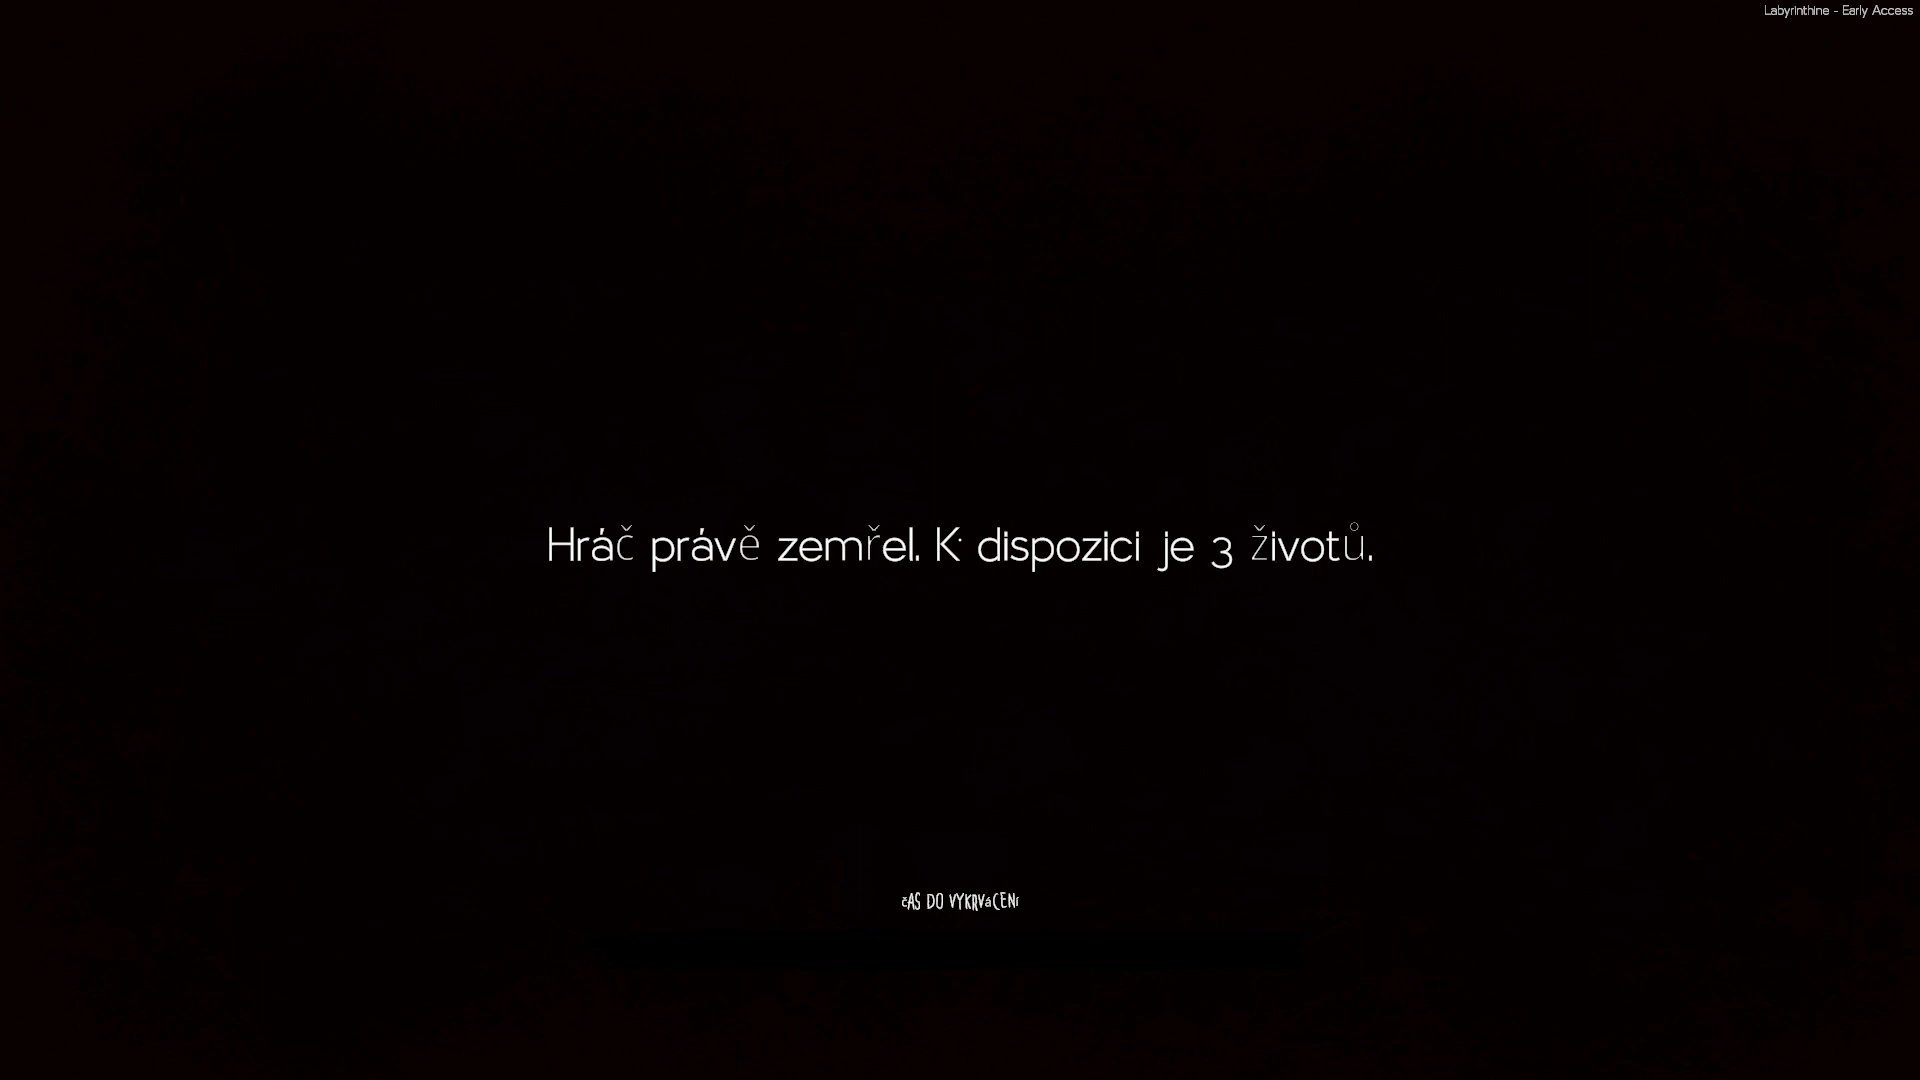 Labyrinthine - Early Access
Hráč právě zemřel. K dispozici je 3 životů.
čAS DO VYKRVáCENí